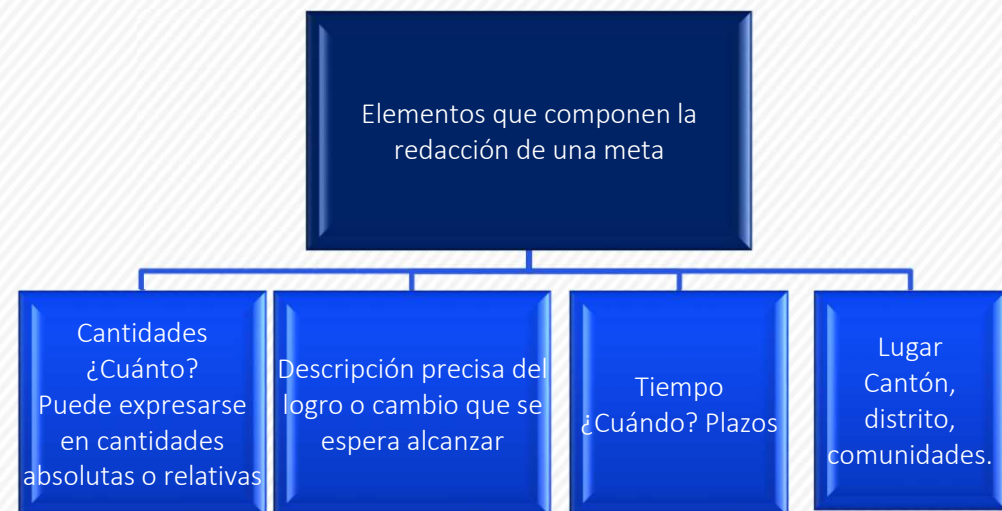 Elementos que componen la
redacción de una meta
Cantidades
¿Cuánto?
Puede expresarse
en cantidades
absolutas o relativas
Descripción precisa del
logro o cambio que se
espera alcanzar
Tiempo
¿Cuándo? Plazos
Lugar
Cantón,
distrito,
comunidades.